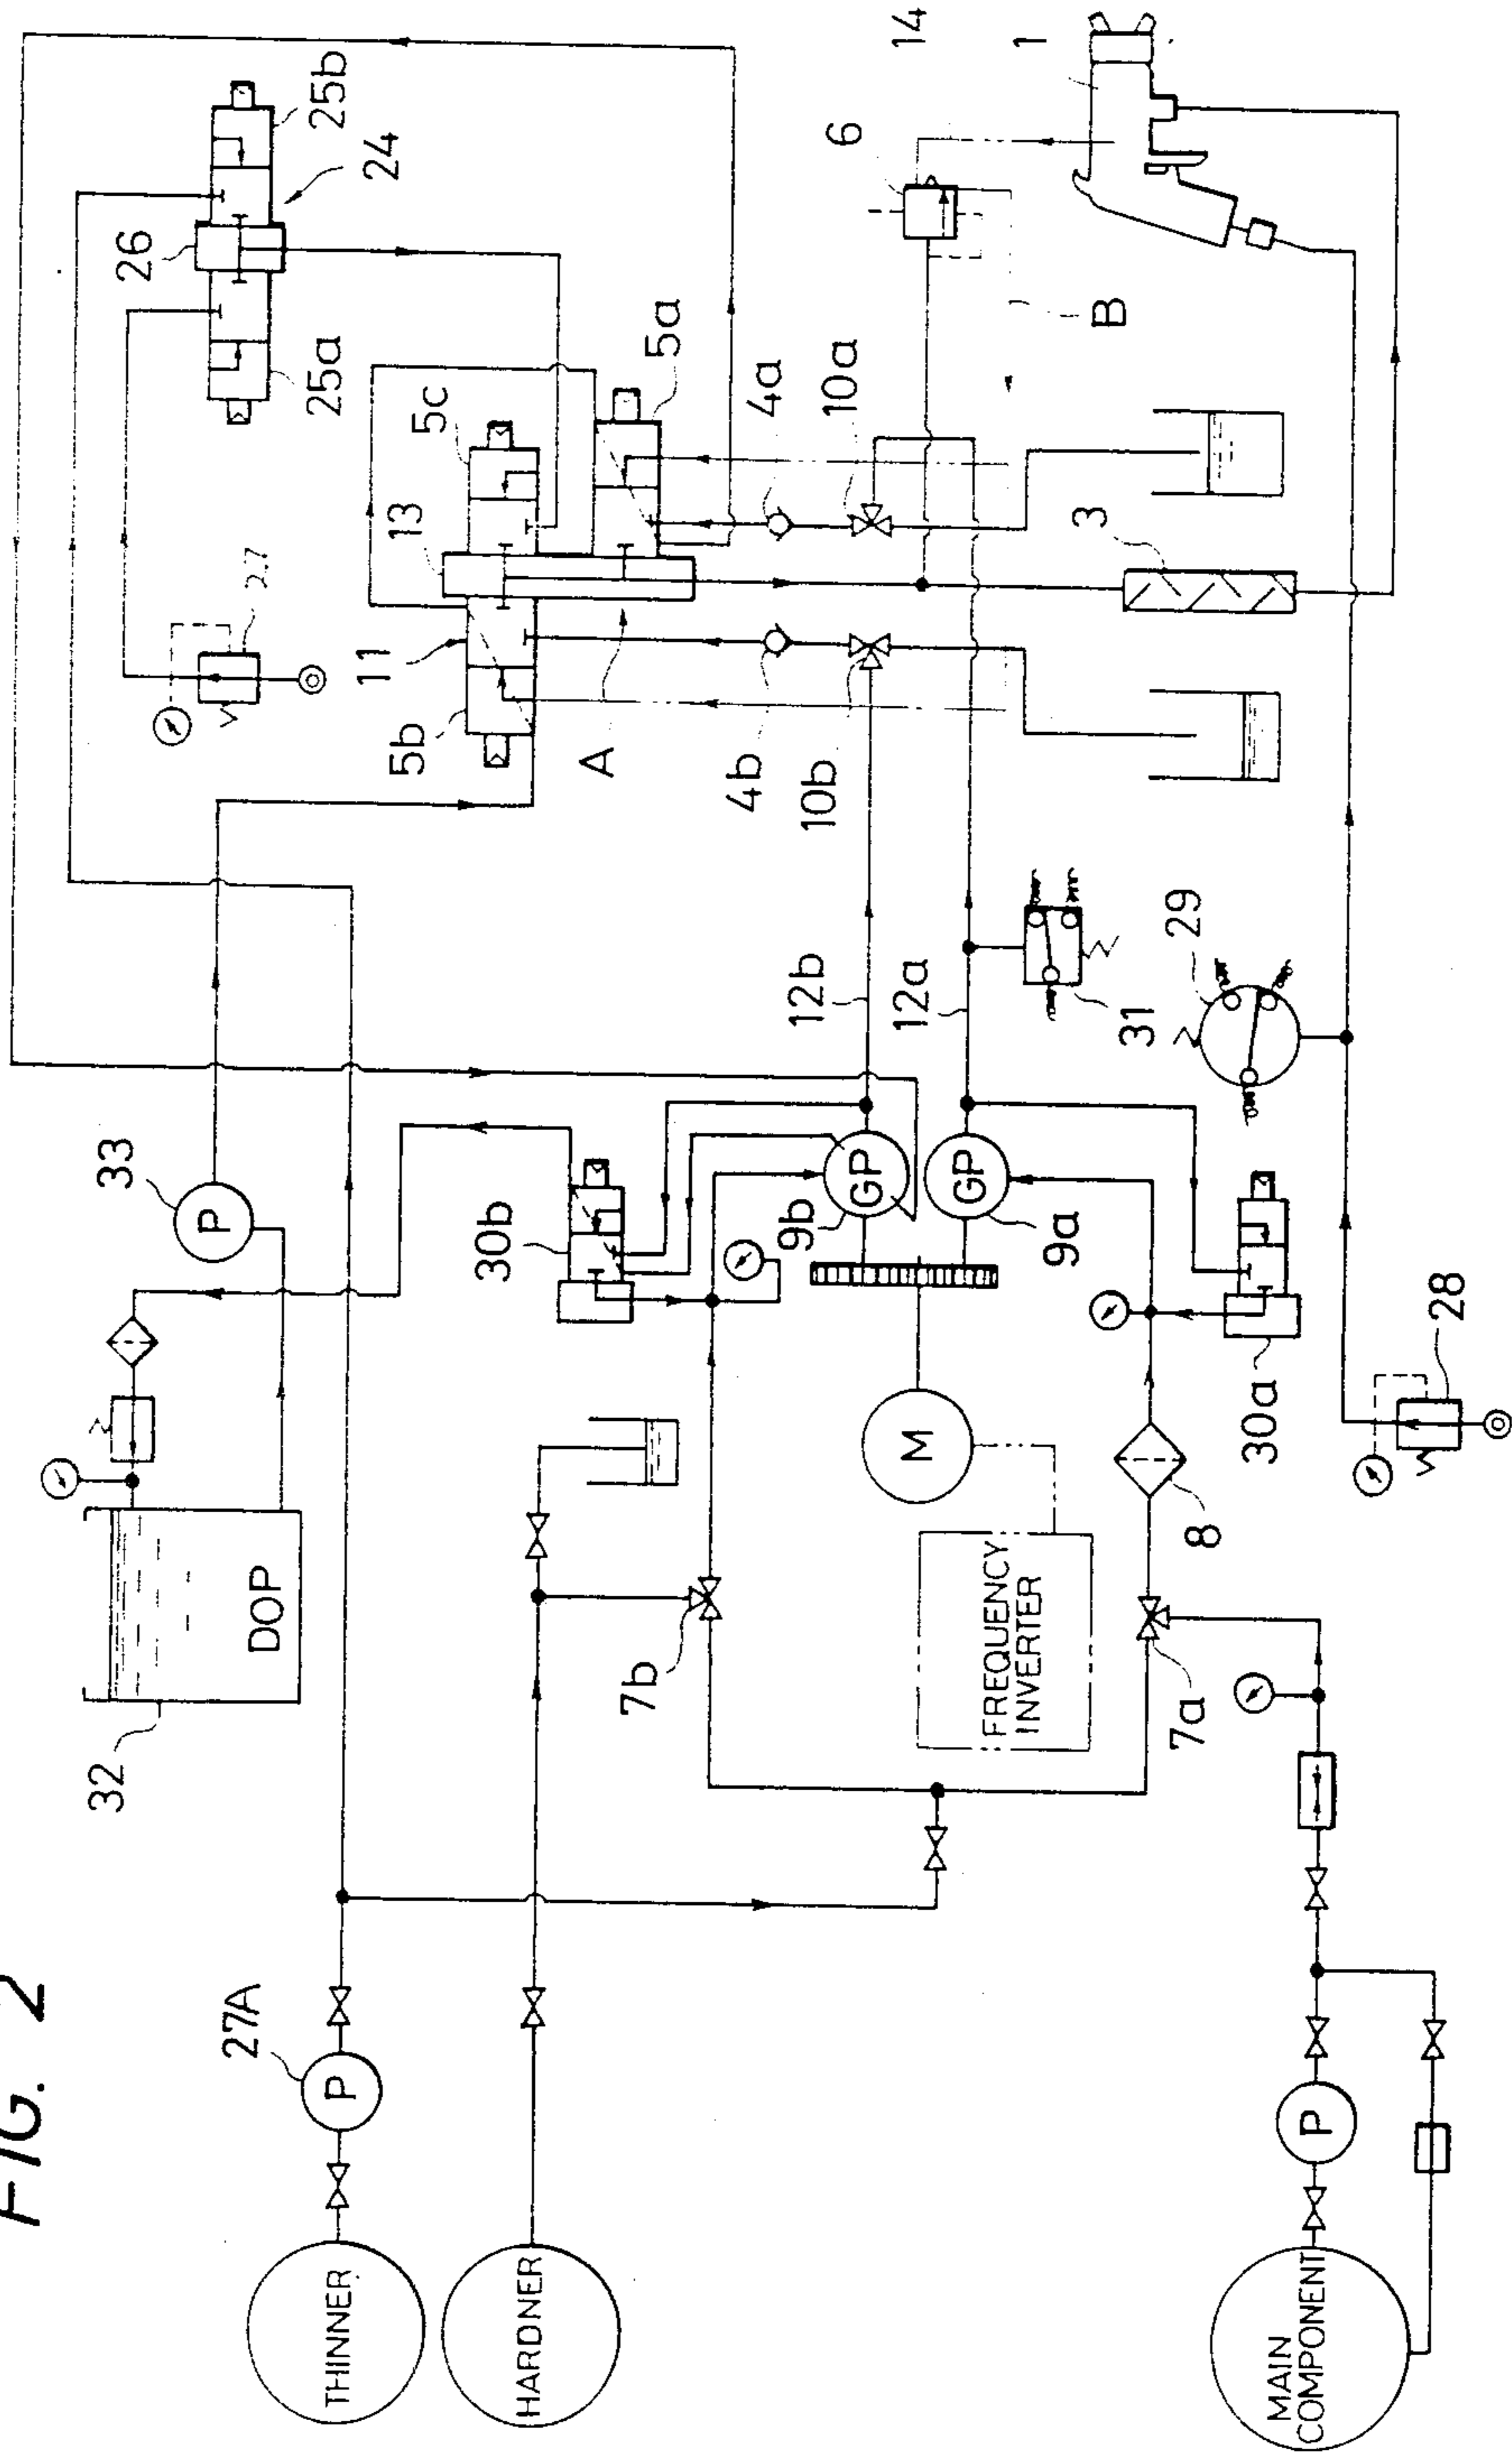 FIG. 2
THINNER
HARDNER
MAIN
COMPONENT
27A
P
P
32
DOP
33
P
7b
7a
8
FREQUENCY
INVERTER
M
30b
30a
9b
GP
9a
GP
28
29
31
12b
12a
10b
4b
10a
4a
A
B
5b
5c
5a
11
13
3
27
25a
26
24
25b
6
14
1